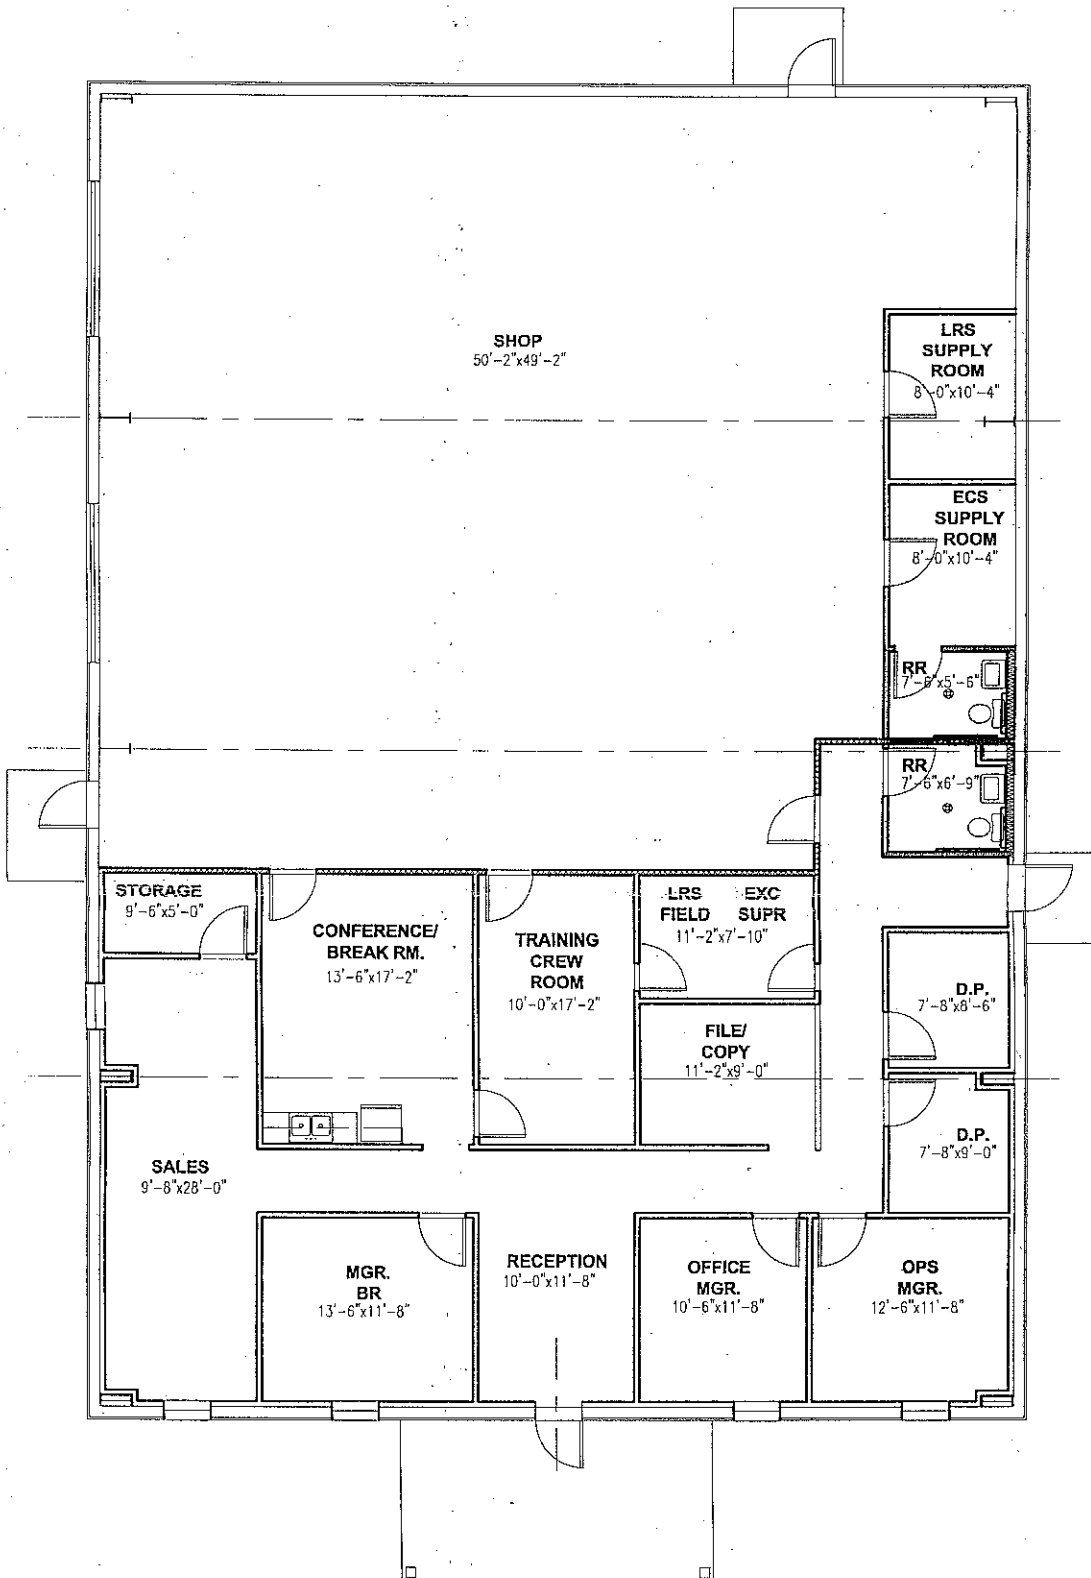 SHOP
50'-2"x49'-2"
LRS
SUPPLY
ROOM
8'-0"x10'-4"
ECS
SUPPLY
ROOM
8'-0"x10'-4"
RR
7'-6"x5'-6"
RR
7'-6"x6'-9"
STORAGE
9'-6"x5'-0"
CONFERENCE/
BREAK RM.
13'-6"x17'-2"
TRAINING
CREW
ROOM
10'-0"x17'-2"
LRS EXC
FIELD SUPR
11'-2"x7'-10"
FILE/
COPY
11'-2"x9'-0"
D.P.
7'-8"x8'-6"
D.P.
7'-8"x9'-0"
SALES
9'-8"x28'-0"
MGR.
BR
13'-6"x11'-8"
RECEPTION
10'-0"x11'-8"
OFFICE
MGR.
10'-6"x11'-8"
OPS
MGR.
12'-6"x11'-8"